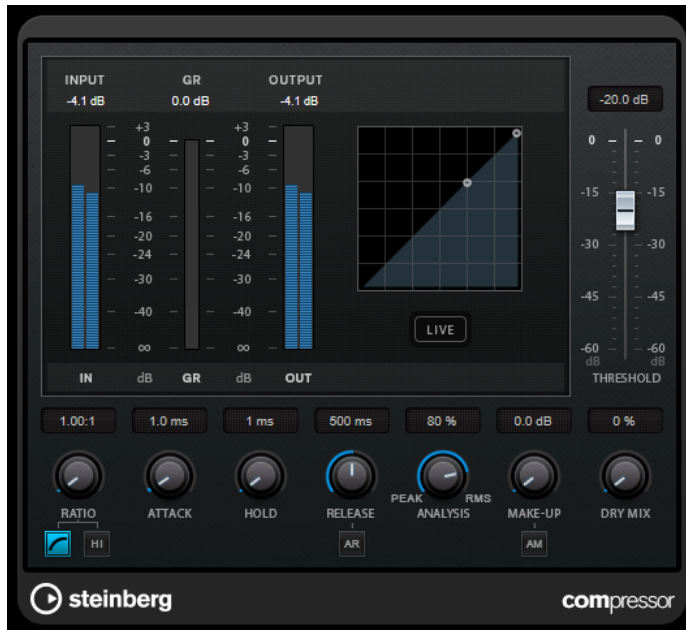 INPUT GR OUTPUT
-4.1 dB 0.0 dB -4.1 dB
-20.0 dB
+3 +3
0 0
-3 -3
-6 -6
-10 -10
-16 -16
-20 -20
-24 -24
-30 -30
-40 -40
∞ ∞
IN dB GR dB OUT
LIVE
0 0
-15 -15
-30 -30
-45 -45
-60 -60
dB dB
THRESHOLD
1.00:1 1.0 ms 1 ms 500 ms 80 % 0.0 dB 0 %
PEAK RMS
RATIO ATTACK HOLD RELEASE ANALYSIS MAKE-UP DRY MIX
HI AR AM
steinberg compressor